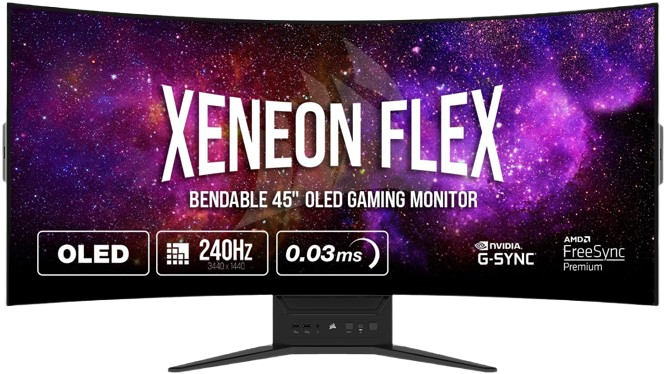 XENEON FLEX
BENDABLE 45" OLED GAMING MONITOR
OLED
240Hz
3440 x 1440
0.03ms
NVIDIA
G-SYNC
AMD
FreeSync
Premium